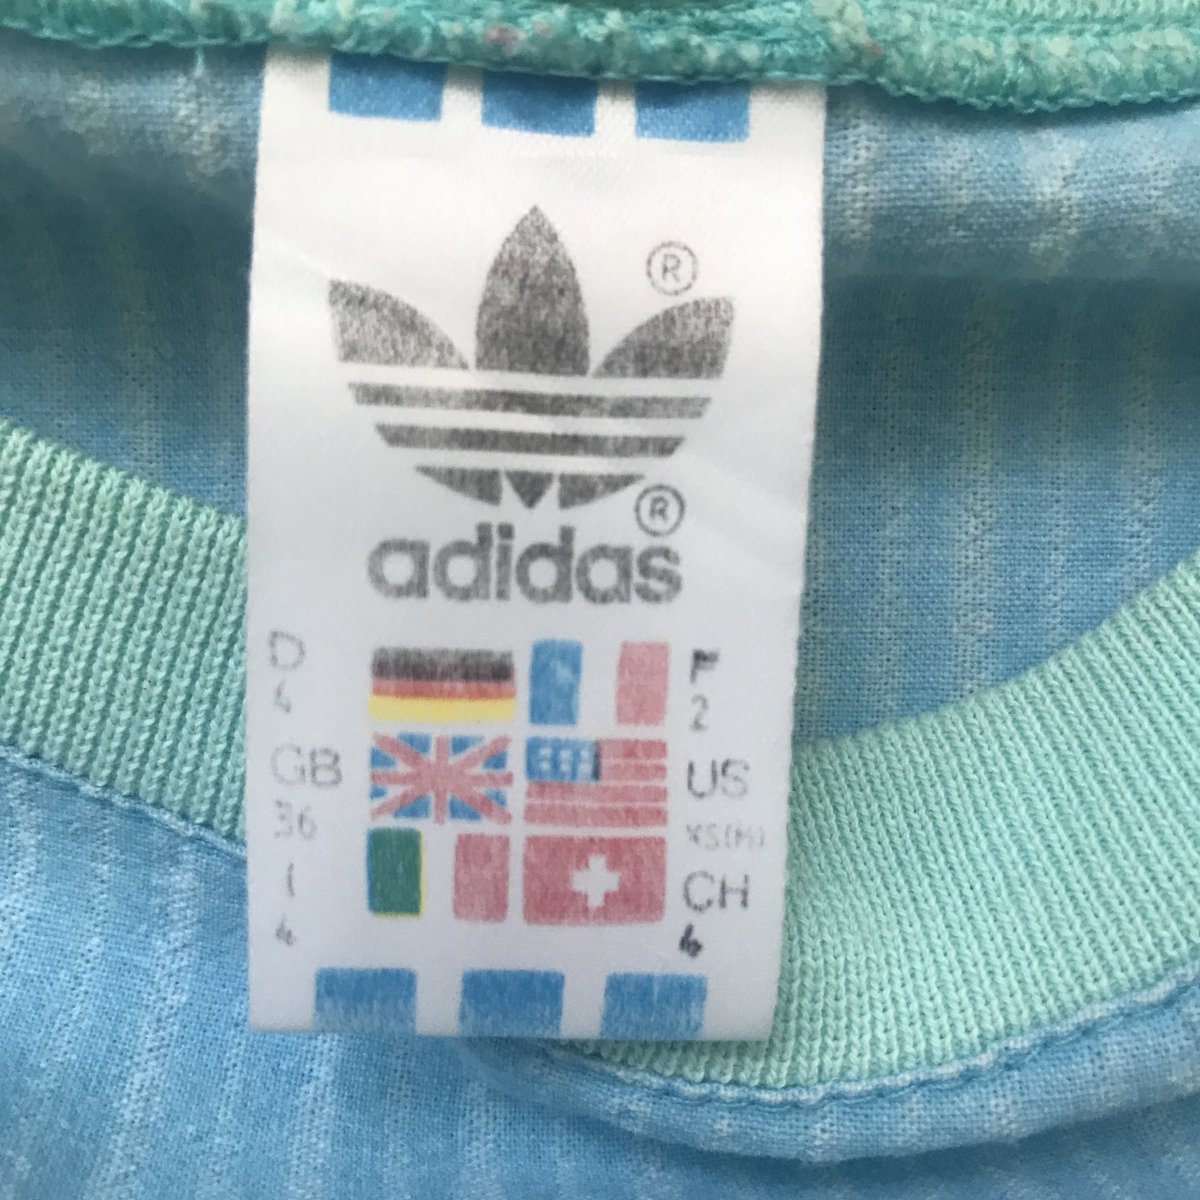 ®
®
adidas
D F
4 2
GB US
36 XS(M)
I CH
4 4